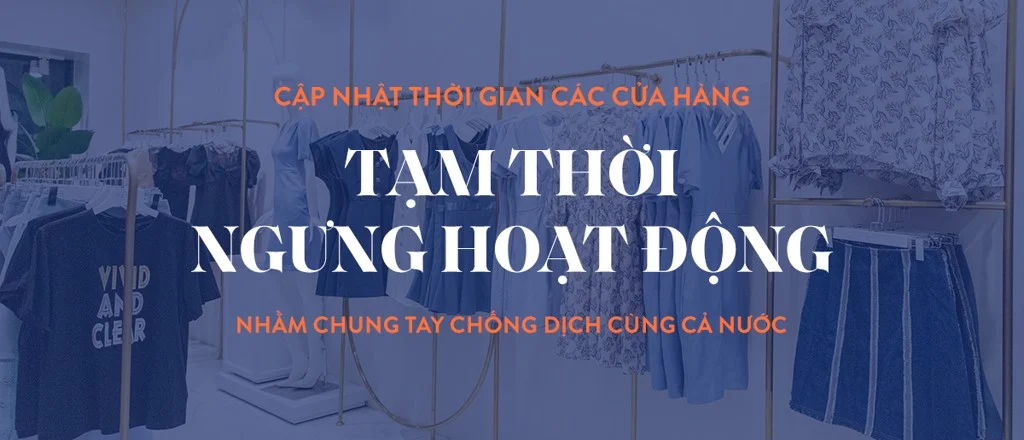 CẬP NHẬT THỜI GIAN CÁC CỬA HÀNG
TẠM THỜI
NGƯNG HOẠT ĐỘNG
NHẰM CHUNG TAY CHỐNG DỊCH CÙNG CẢ NƯỚC
VIVID
AND
CLEAR